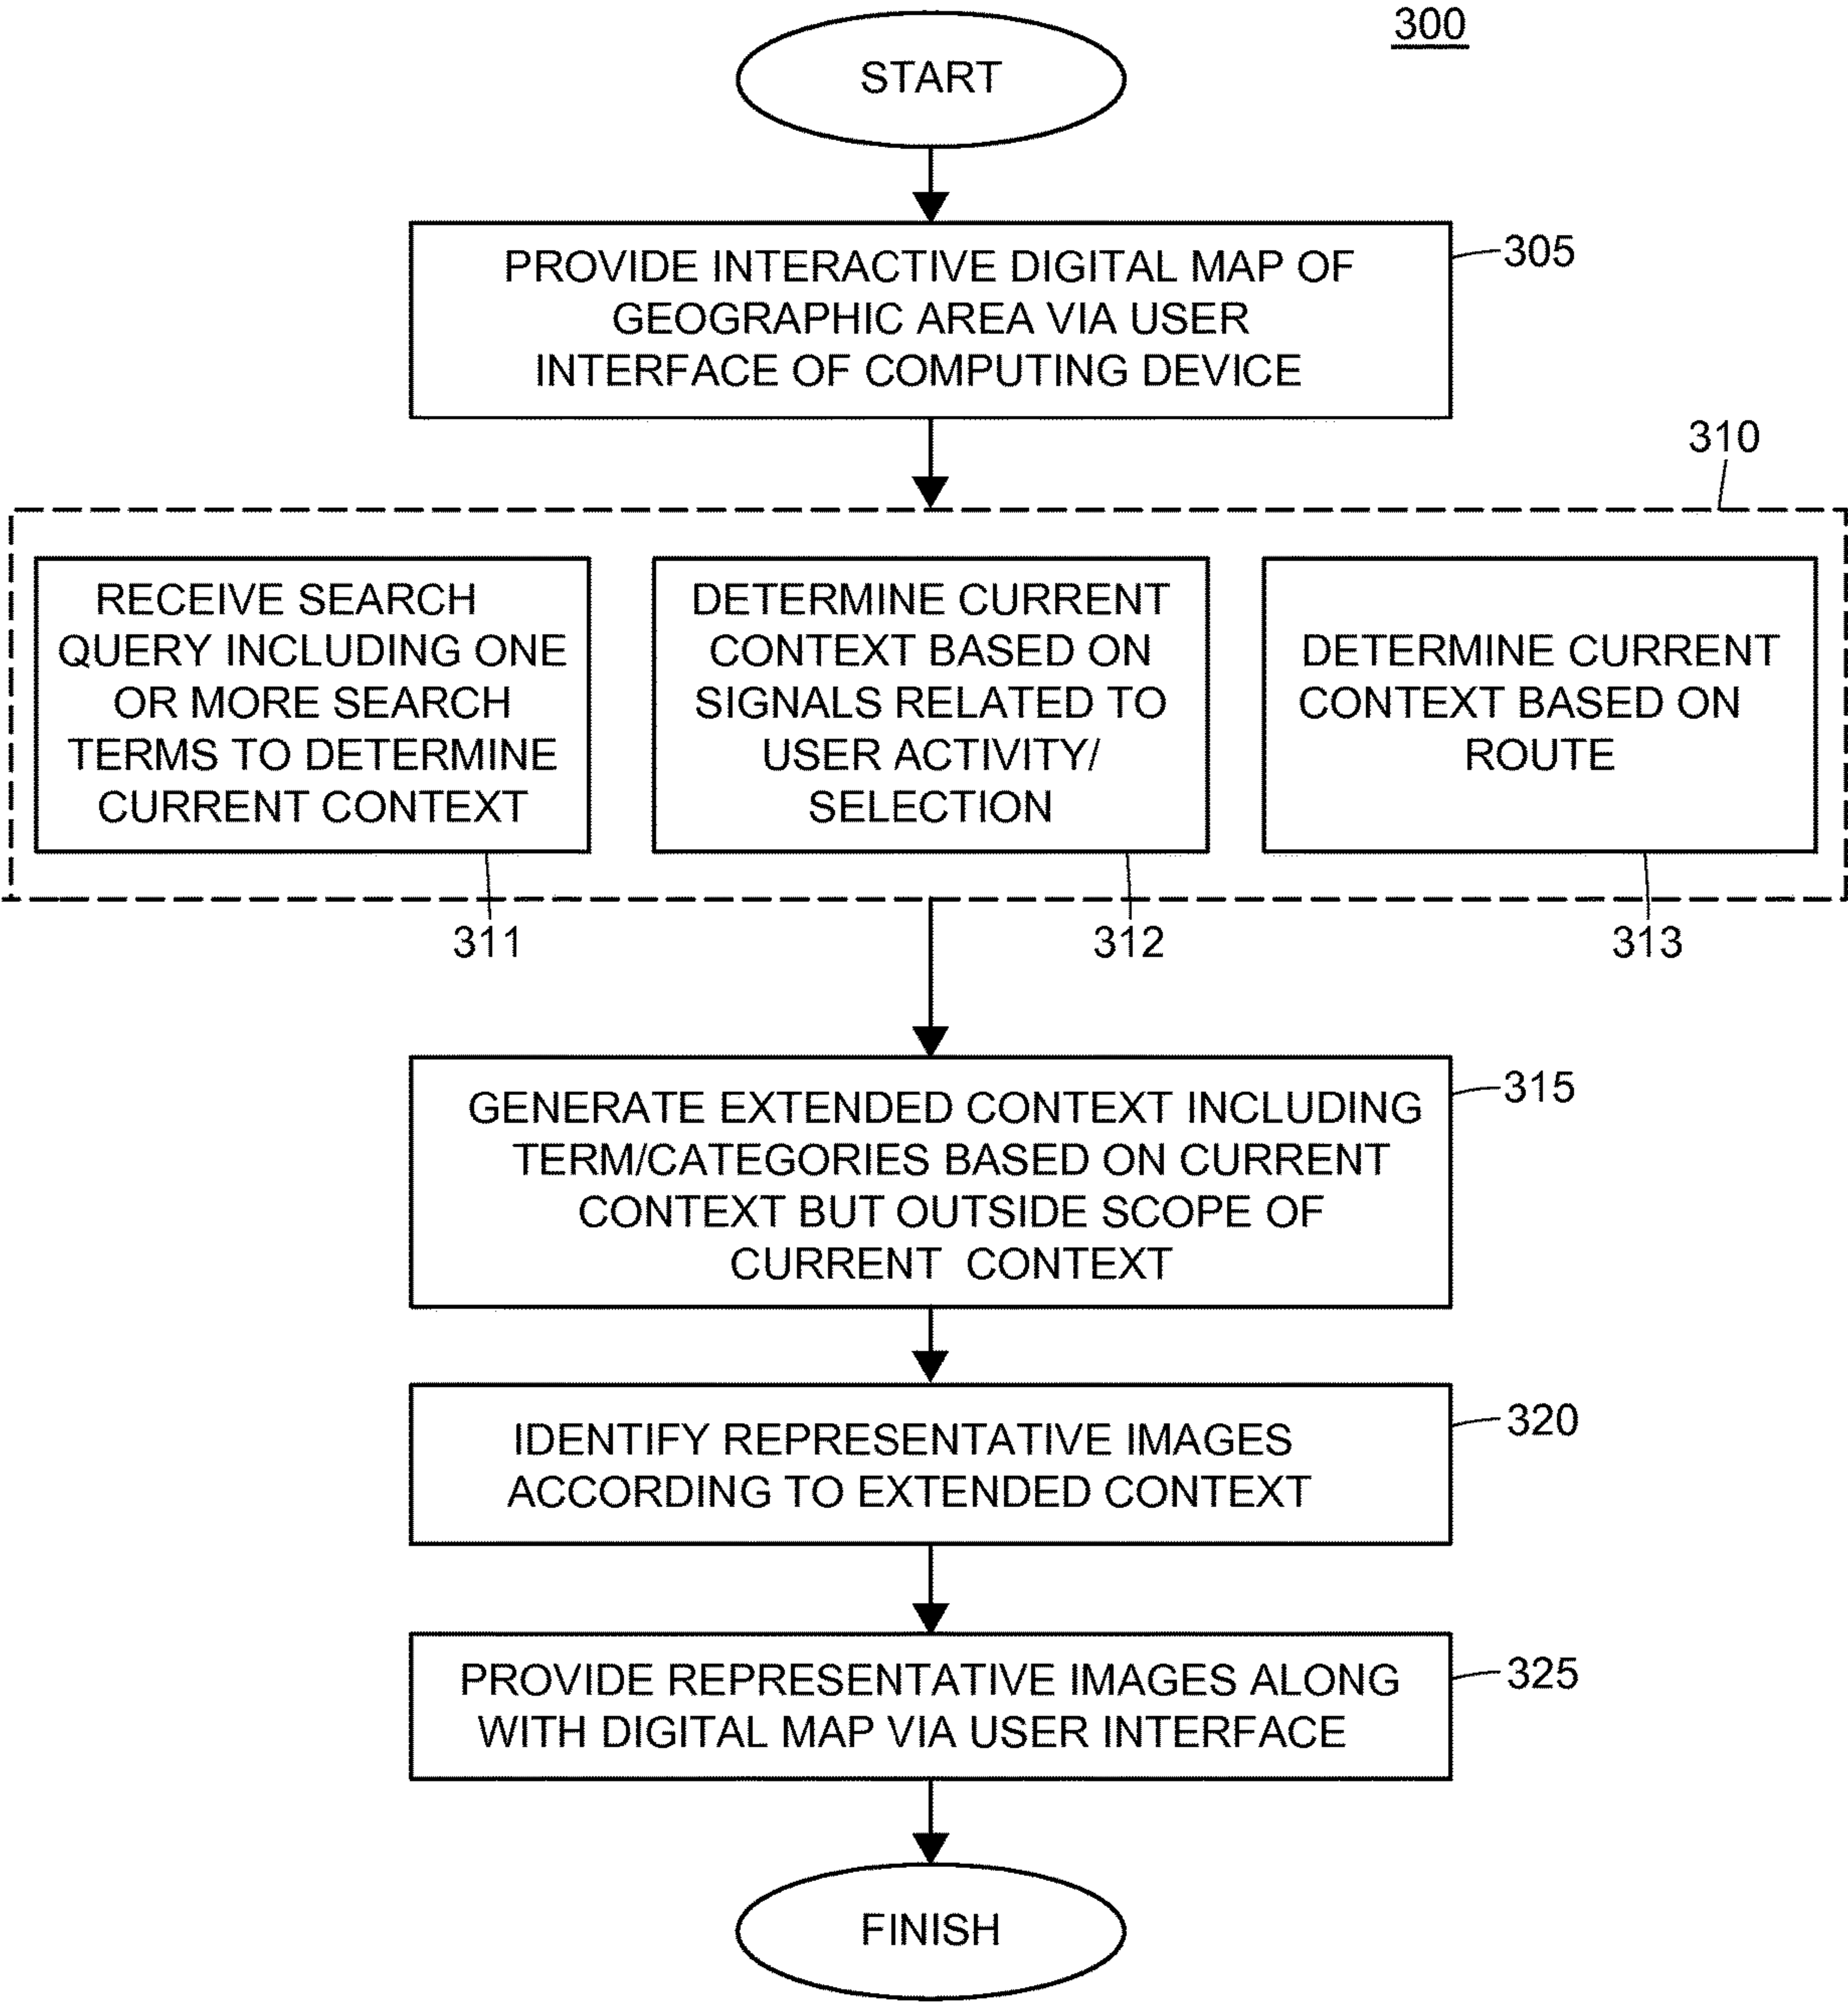 300
START
PROVIDE INTERACTIVE DIGITAL MAP OF
GEOGRAPHIC AREA VIA USER
INTERFACE OF COMPUTING DEVICE
305
310
RECEIVE SEARCH
QUERY INCLUDING ONE
OR MORE SEARCH
TERMS TO DETERMINE
CURRENT CONTEXT
311
DETERMINE CURRENT
CONTEXT BASED ON
SIGNALS RELATED TO
USER ACTIVITY/
SELECTION
312
DETERMINE CURRENT
CONTEXT BASED ON
ROUTE
313
GENERATE EXTENDED CONTEXT INCLUDING
TERM/CATEGORIES BASED ON CURRENT
CONTEXT BUT OUTSIDE SCOPE OF
CURRENT CONTEXT
315
IDENTIFY REPRESENTATIVE IMAGES
ACCORDING TO EXTENDED CONTEXT
320
PROVIDE REPRESENTATIVE IMAGES ALONG
WITH DIGITAL MAP VIA USER INTERFACE
325
FINISH